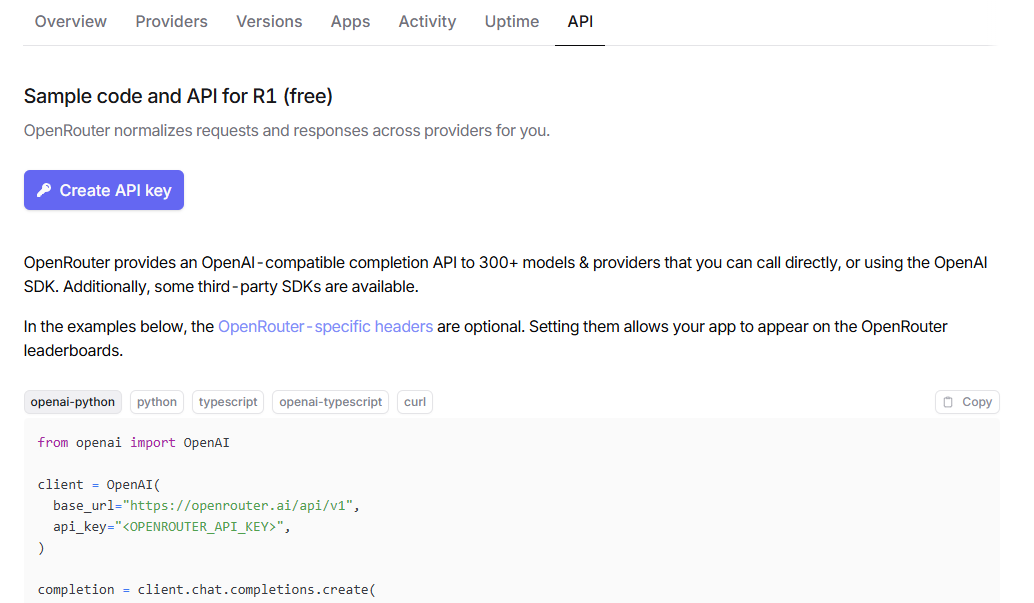 Overview Providers Versions Apps Activity Uptime API
Sample code and API for R1 (free)
OpenRouter normalizes requests and responses across providers for you.
Create API key
OpenRouter provides an OpenAI-compatible completion API to 300+ models & providers that you can call directly, or using the OpenAI
SDK. Additionally, some third-party SDKs are available.
In the examples below, the OpenRouter-specific headers are optional. Setting them allows your app to appear on the OpenRouter
leaderboards.
openai-python python typescript openai-typescript curl Copy
from openai import OpenAI
client = OpenAI(
  base_url="https://openrouter.ai/api/v1",
  api_key="<OPENROUTER_API_KEY>",
)
completion = client.chat.completions.create(